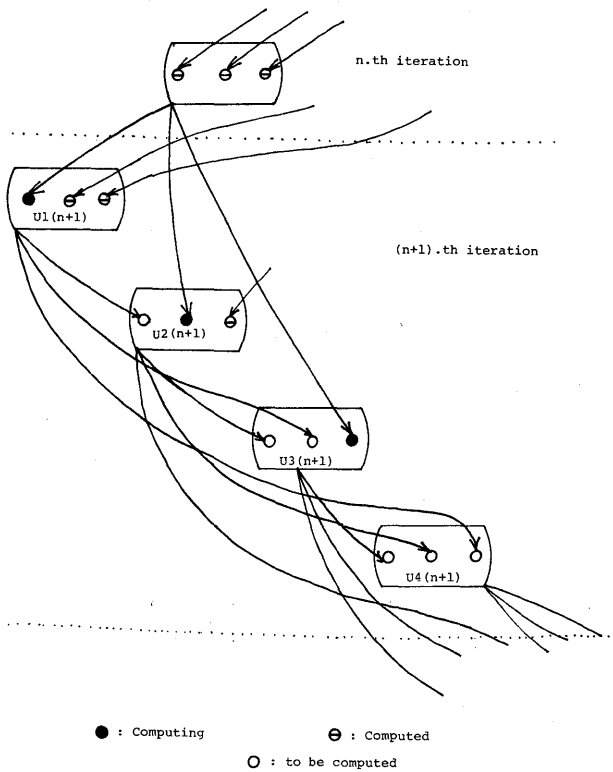 n.th iteration
U1(n+1)
(n+1).th iteration
U2(n+1)
U3(n+1)
U4(n+1)
: Computing
: Computed
: to be computed